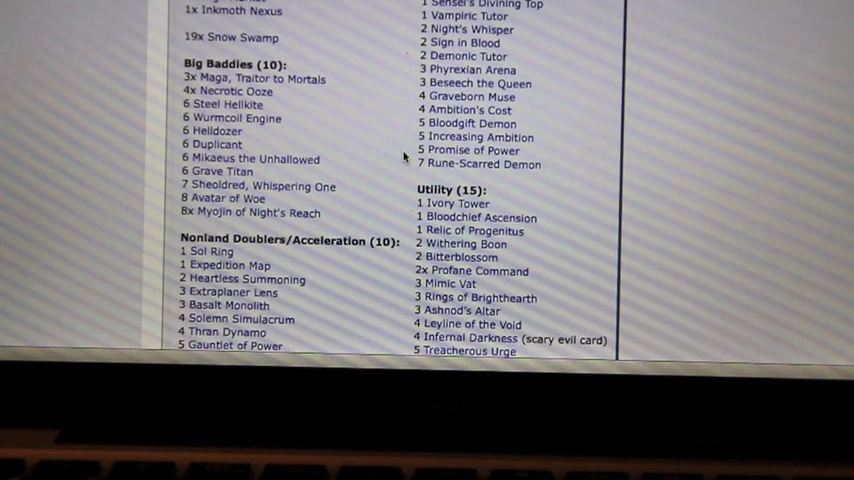 1x Inkmoth Nexus
19x Snow Swamp
Big Baddies (10):
3x Maga, Traitor to Mortals
4x Necrotic Ooze
6 Steel Hellkite
6 Wurmcoil Engine
6 Helldozer
6 Duplicant
6 Mikaeus the Unhallowed
6 Grave Titan
7 Sheoldred, Whispering One
8 Avatar of Woe
8x Myojin of Night's Reach
Nonland Doublers/Acceleration (10):
1 Sol Ring
1 Expedition Map
2 Heartless Summoning
3 Extraplaner Lens
3 Basalt Monolith
4 Solemn Simulacrum
4 Thran Dynamo
5 Gauntlet of Power
1 Sensei's Divining Top
1 Vampiric Tutor
2 Night's Whisper
2 Sign in Blood
2 Demonic Tutor
3 Phyrexian Arena
3 Beseech the Queen
4 Graveborn Muse
4 Ambition's Cost
5 Bloodgift Demon
5 Increasing Ambition
5 Promise of Power
7 Rune-Scarred Demon
Utility (15):
1 Ivory Tower
1 Bloodchief Ascension
1 Relic of Progenitus
2 Withering Boon
2 Bitterblossom
2x Profane Command
3 Mimic Vat
3 Rings of Brighthearth
3 Ashnod's Altar
4 Leyline of the Void
4 Infernal Darkness (scary evil card)
5 Treacherous Urge